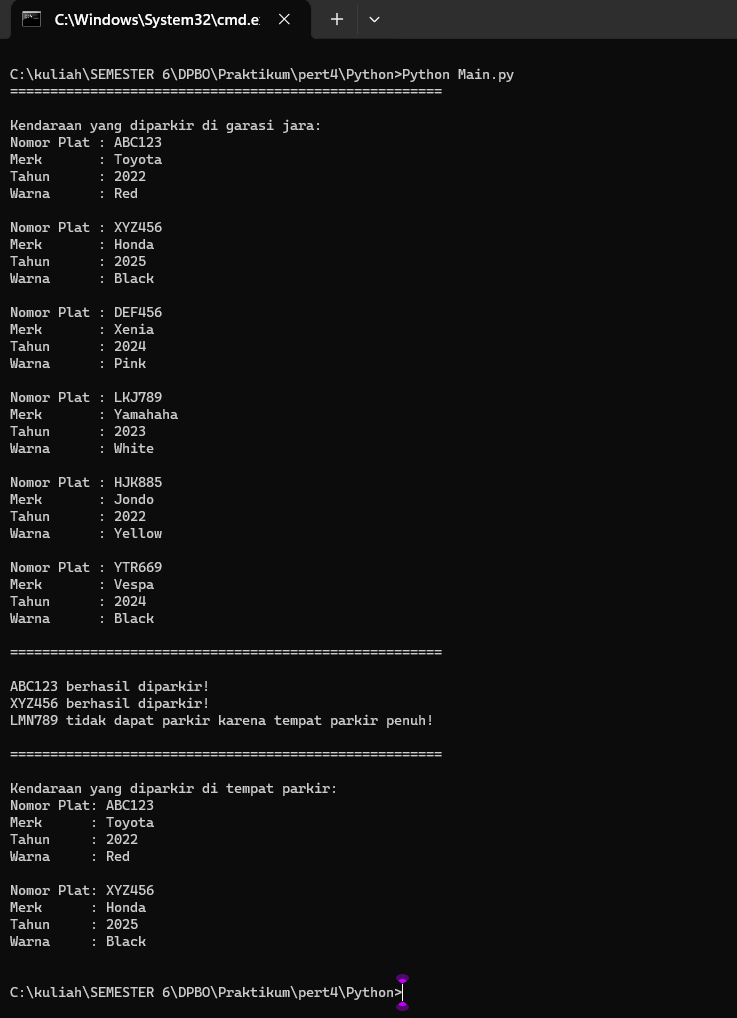 C:\Windows\System32\cmd.e
C:\kuliah\SEMESTER 6\DPBO\Praktikum\pert4\Python>Python Main.py
======================================================
Kendaraan yang diparkir di garasi jara:
Nomor Plat : ABC123
Merk       : Toyota
Tahun      : 2022
Warna      : Red
Nomor Plat : XYZ456
Merk       : Honda
Tahun      : 2025
Warna      : Black
Nomor Plat : DEF456
Merk       : Xenia
Tahun      : 2024
Warna      : Pink
Nomor Plat : LKJ789
Merk       : Yamahaha
Tahun      : 2023
Warna      : White
Nomor Plat : HJK885
Merk       : Jondo
Tahun      : 2022
Warna      : Yellow
Nomor Plat : YTR669
Merk       : Vespa
Tahun      : 2024
Warna      : Black
======================================================
ABC123 berhasil diparkir!
XYZ456 berhasil diparkir!
LMN789 tidak dapat parkir karena tempat parkir penuh!
======================================================
Kendaraan yang diparkir di tempat parkir:
Nomor Plat: ABC123
Merk      : Toyota
Tahun     : 2022
Warna     : Red
Nomor Plat: XYZ456
Merk      : Honda
Tahun     : 2025
Warna     : Black
C:\kuliah\SEMESTER 6\DPBO\Praktikum\pert4\Python>